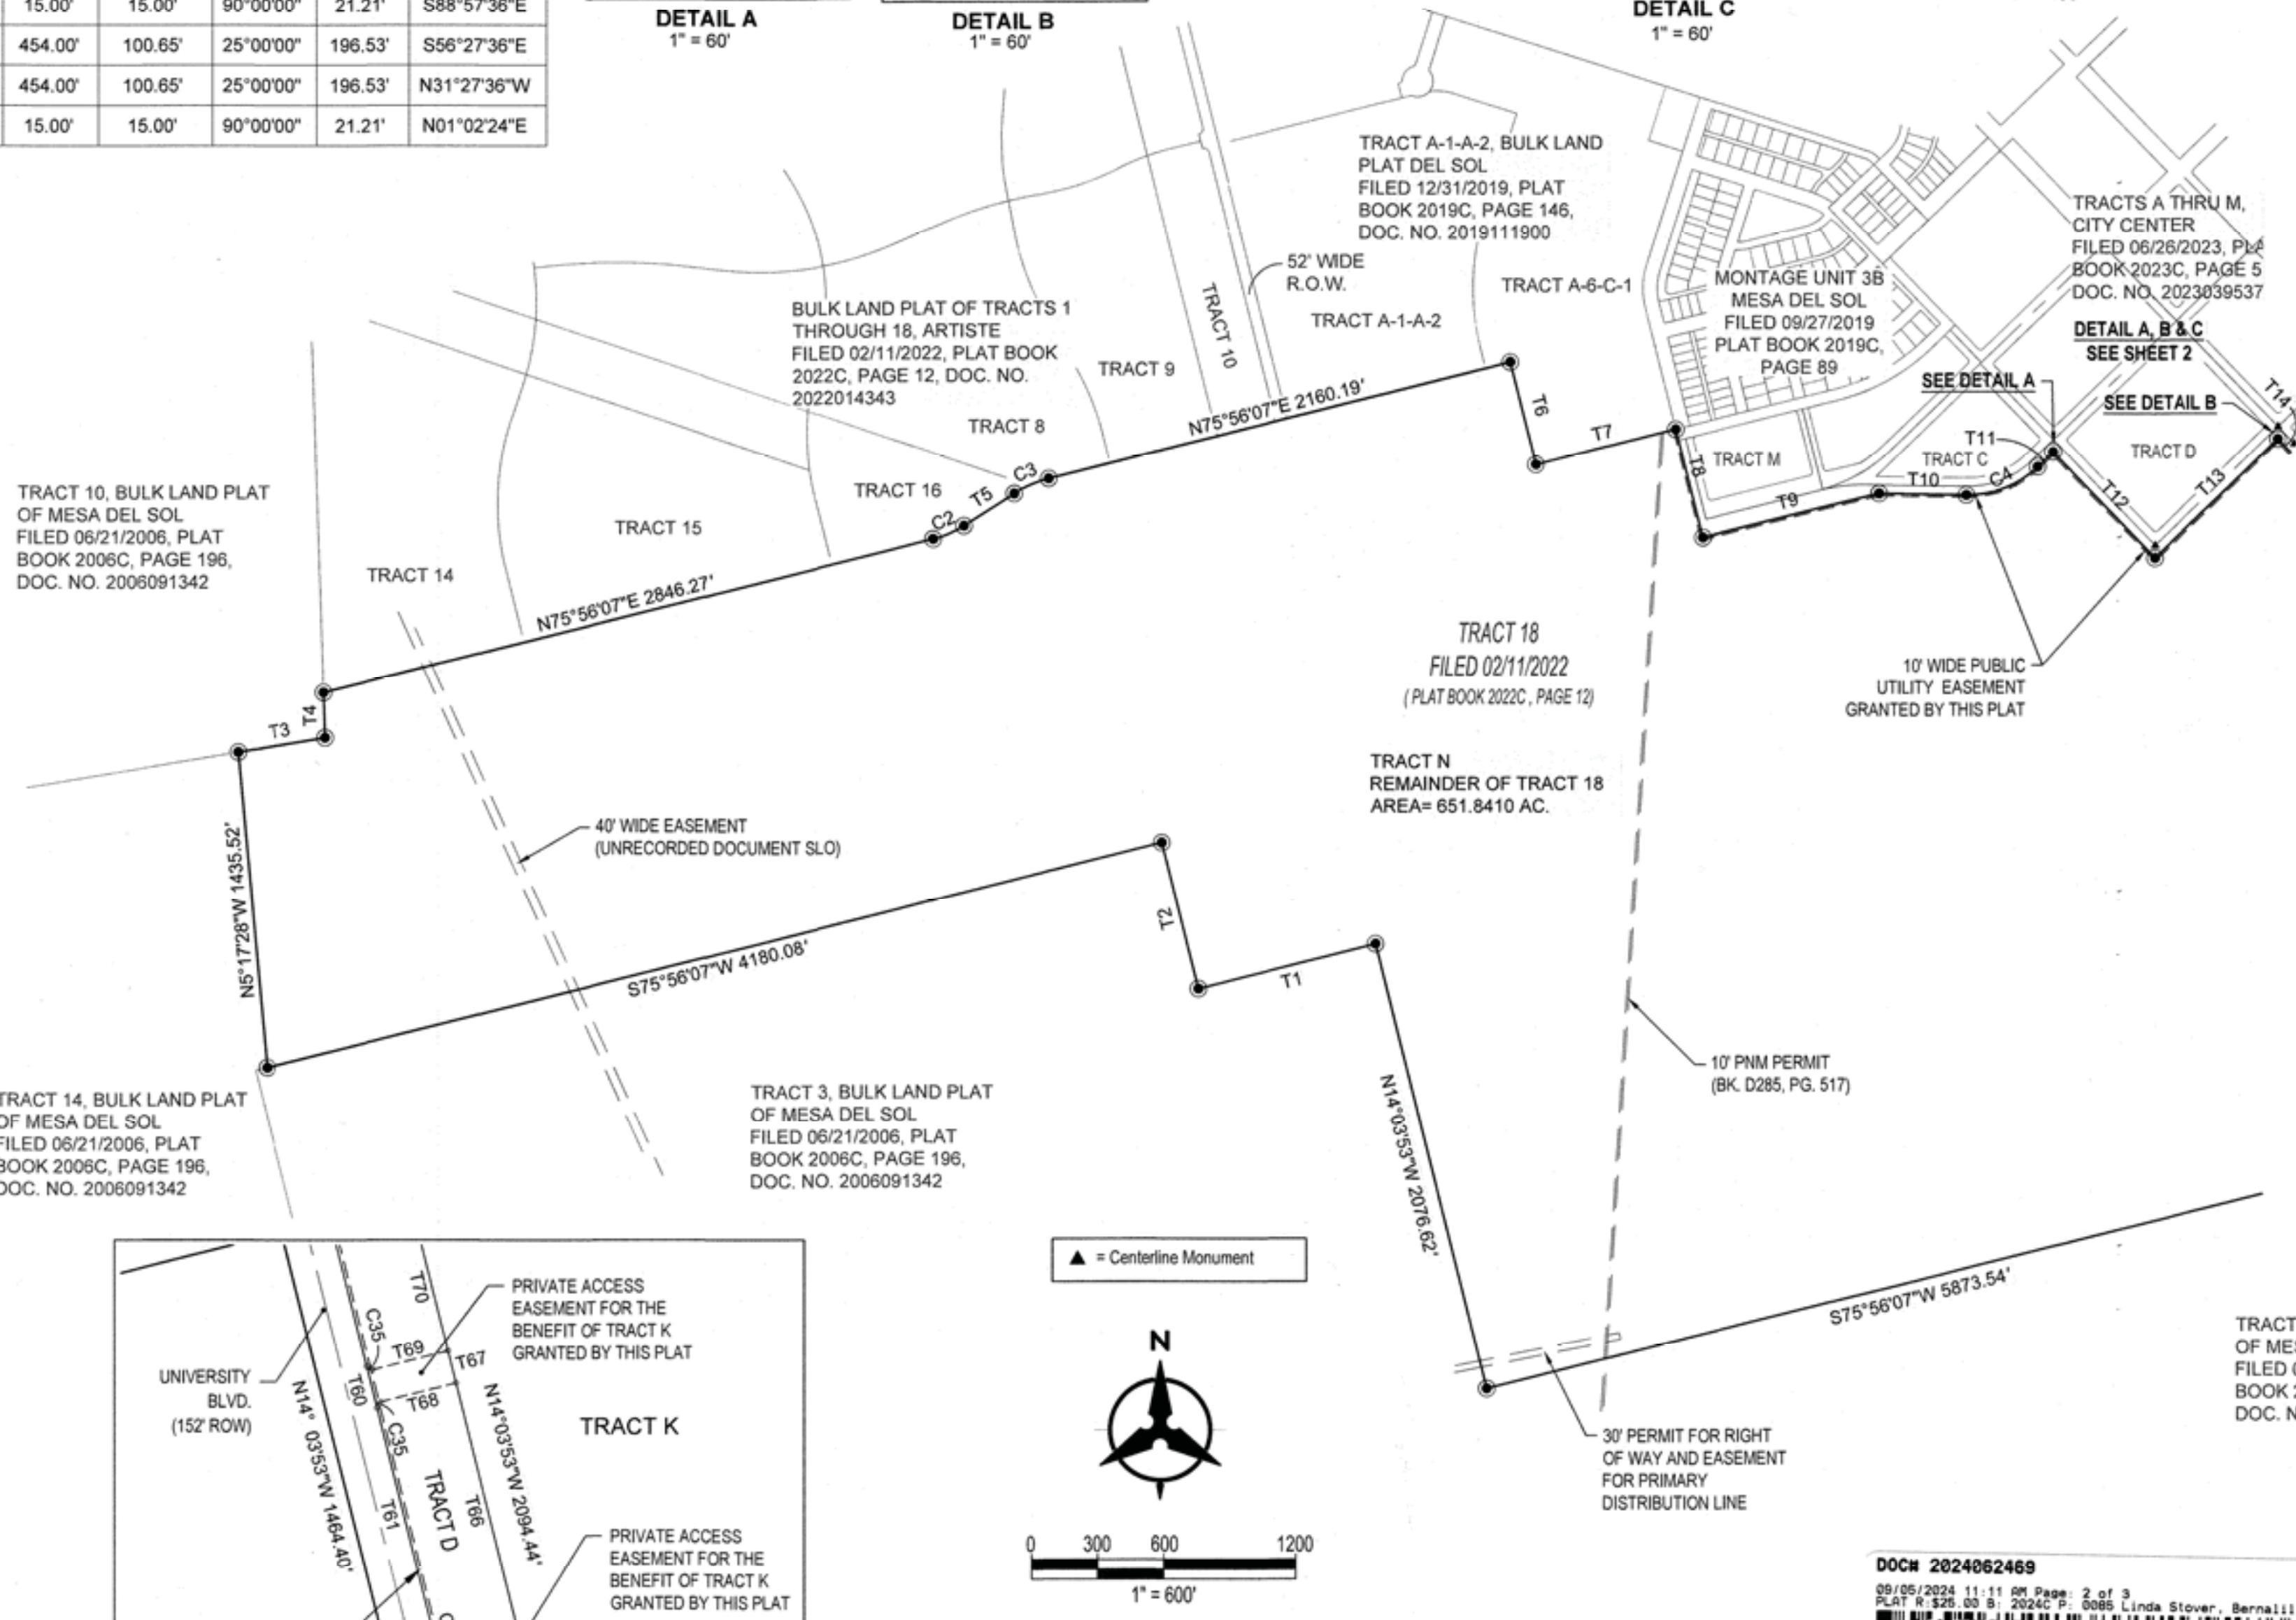 15.00' 15.00' 90°00'00" 21.21' S88°57'36"E
454.00' 100.65' 25°00'00" 196.53' S56°27'36"E
454.00' 100.65' 25°00'00" 196.53' N31°27'36"W
15.00' 15.00' 90°00'00" 21.21' N01°02'24"E
DETAIL A
1" = 60'
DETAIL B
1" = 60'
DETAIL C
1" = 60'
TRACT A-1-A-2, BULK LAND
PLAT DEL SOL
FILED 12/31/2019, PLAT
BOOK 2019C, PAGE 146,
DOC. NO. 2019111900
TRACTS A THRU M,
CITY CENTER
FILED 06/26/2023, PLA
BOOK 2023C, PAGE 5
DOC. NO. 2023039537
52' WIDE
R.O.W.
TRACT A-6-C-1
TRACT A-1-A-2
MONTAGE UNIT 3B
MESA DEL SOL
FILED 09/27/2019
PLAT BOOK 2019C,
PAGE 89
DETAIL A, B & C
SEE SHEET 2
SEE DETAIL A
SEE DETAIL B
BULK LAND PLAT OF TRACTS 1
THROUGH 18, ARTISTE
FILED 02/11/2022, PLAT BOOK
2022C, PAGE 12, DOC. NO.
2022014343
TRACT 10
TRACT 9
TRACT 8
N75°56'07"E 2160.19'
T6
T7
T8
TRACT M
T9
T10
TRACT C
T11
C4
T12
TRACT D
T13
T14
TRACT 10, BULK LAND PLAT
OF MESA DEL SOL
FILED 06/21/2006, PLAT
BOOK 2006C, PAGE 196,
DOC. NO. 2006091342
TRACT 14
TRACT 15
TRACT 16
C2
T5
C3
N75°56'07"E 2846.27'
TRACT 18
FILED 02/11/2022
( PLAT BOOK 2022C , PAGE 12)
10' WIDE PUBLIC
UTILITY EASEMENT
GRANTED BY THIS PLAT
T3
T4
TRACT N
REMAINDER OF TRACT 18
AREA= 651.8410 AC.
40' WIDE EASEMENT
(UNRECORDED DOCUMENT SLO)
N5°17'28"W 1435.52'
S75°56'07"W 4180.08'
T2
T1
10' PNM PERMIT
(BK. D285, PG. 517)
N14°03'53"W 2076.62'
TRACT 14, BULK LAND PLAT
OF MESA DEL SOL
FILED 06/21/2006, PLAT
BOOK 2006C, PAGE 196,
DOC. NO. 2006091342
TRACT 3, BULK LAND PLAT
OF MESA DEL SOL
FILED 06/21/2006, PLAT
BOOK 2006C, PAGE 196,
DOC. NO. 2006091342
▲ = Centerline Monument
S75°56'07"W 5873.54'
TRACT
OF MES
FILED 0
BOOK 2
DOC. N
30' PERMIT FOR RIGHT
OF WAY AND EASEMENT
FOR PRIMARY
DISTRIBUTION LINE
N
0 300 600 1200
1" = 600'
T70
PRIVATE ACCESS
EASEMENT FOR THE
BENEFIT OF TRACT K
GRANTED BY THIS PLAT
C35
T69
T67
UNIVERSITY
BLVD.
(152' ROW)
T60
T68
C35
N14° 03'53"W 1464.40'
N14°03'53"W 2094.44'
TRACT K
T61
TRACT D
T66
PRIVATE ACCESS
EASEMENT FOR THE
BENEFIT OF TRACT K
GRANTED BY THIS PLAT
DOC# 2024062469
09/05/2024 11:11 AM Page: 2 of 3
PLAT R:$25.00 B: 2024C P: 0085 Linda Stover, Bernalil